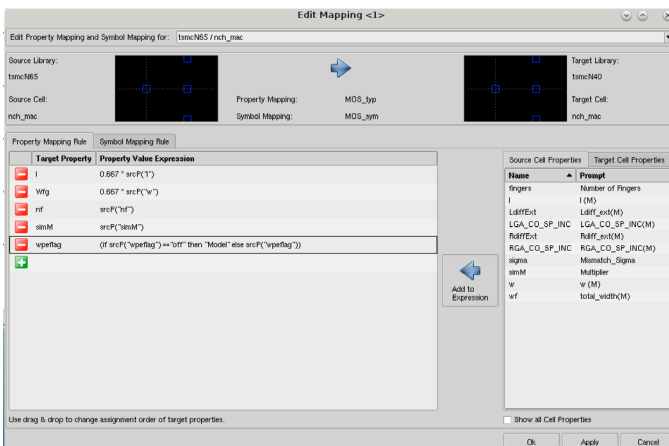 Edit Mapping <1>
Edit Property Mapping and Symbol Mapping for: tsmcN65 / nch_mac
Source Library:
tsmcN65
Source Cell:
nch_mac
Property Mapping: MOS_typ
Symbol Mapping: MOS_sym
Target Library:
tsmcN40
Target Cell:
nch_mac
Property Mapping Rule Symbol Mapping Rule
Target Property Property Value Expression
l 0.667 * srcP("l")
Wfg 0.667 * srcP("w")
nf srcP("nf")
simM srcP("simM")
wpeflag (if srcP("wpeflag") == "off" then "Model" else srcP("wpeflag"))
Add to
Expression
Source Cell Properties Target Cell Properties
Name Prompt
fingers Number of Fingers
l l (M)
LdiffExt Ldiff_ext(M)
LGA_CO_SP_INC LGA_CO_SP_INC(M)
RdiffExt Rdiff_ext(M)
RGA_CO_SP_INC RGA_CO_SP_INC(M)
sigma Mismatch_Sigma
simM Multiplier
w w (M)
wf total_width(M)
Use drag & drop to change assignment order of target properties.
Show all Cell Properties
Ok Apply Cancel